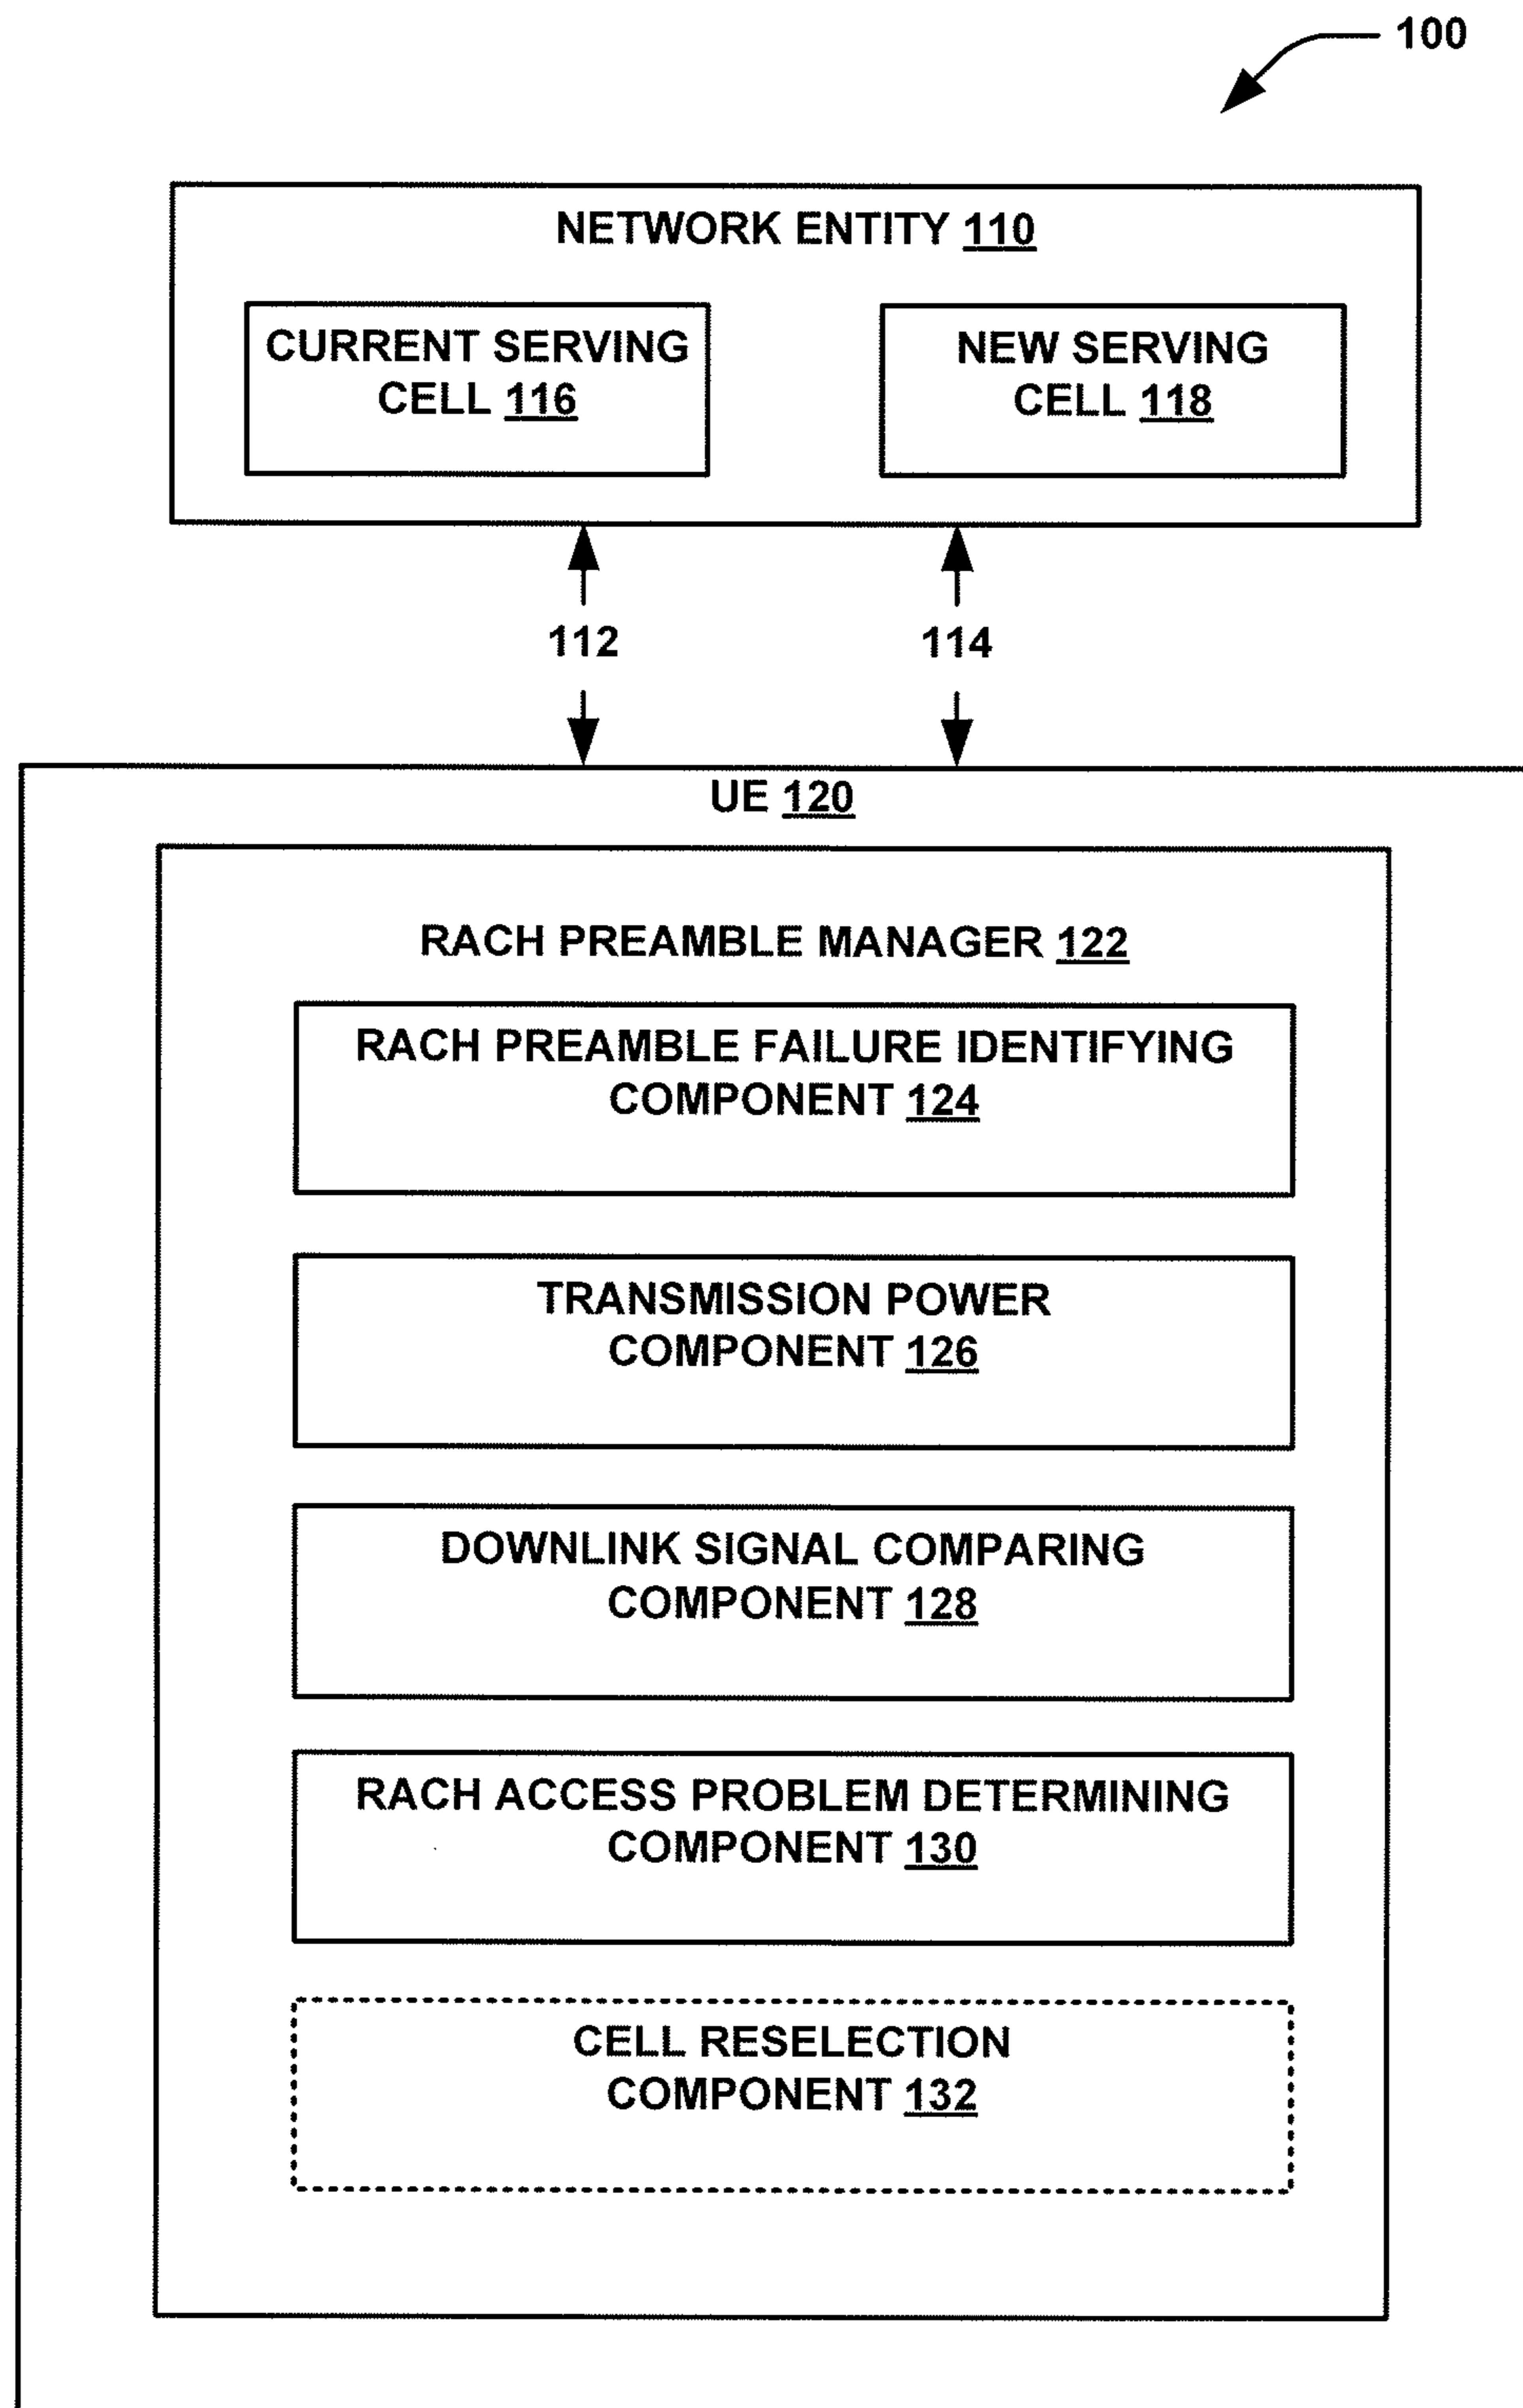 100
NETWORK ENTITY 110
CURRENT SERVING
CELL 116
NEW SERVING
CELL 118
112
114
UE 120
RACH PREAMBLE MANAGER 122
RACH PREAMBLE FAILURE IDENTIFYING
COMPONENT 124
TRANSMISSION POWER
COMPONENT 126
DOWNLINK SIGNAL COMPARING
COMPONENT 128
RACH ACCESS PROBLEM DETERMINING
COMPONENT 130
CELL RESELECTION
COMPONENT 132